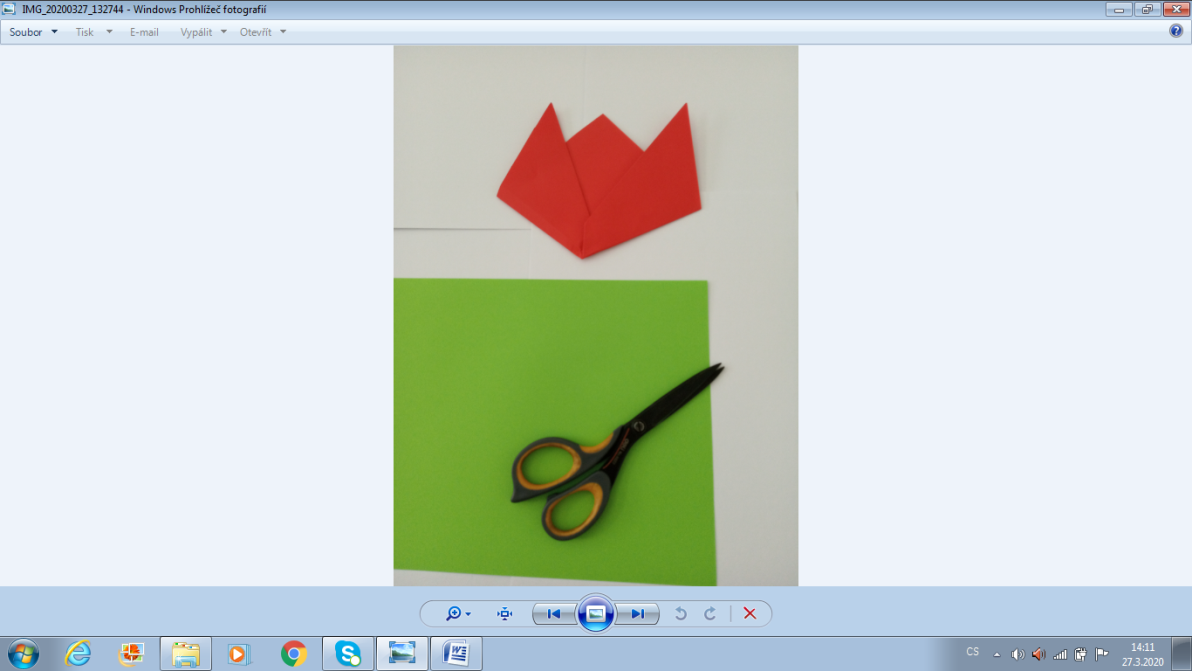 IMG_20200327_132744 - Windows Prohlížeč fotografií
Soubor Tisk E-mail Vypálit Otevřít
CS 14:11
27.3.2020